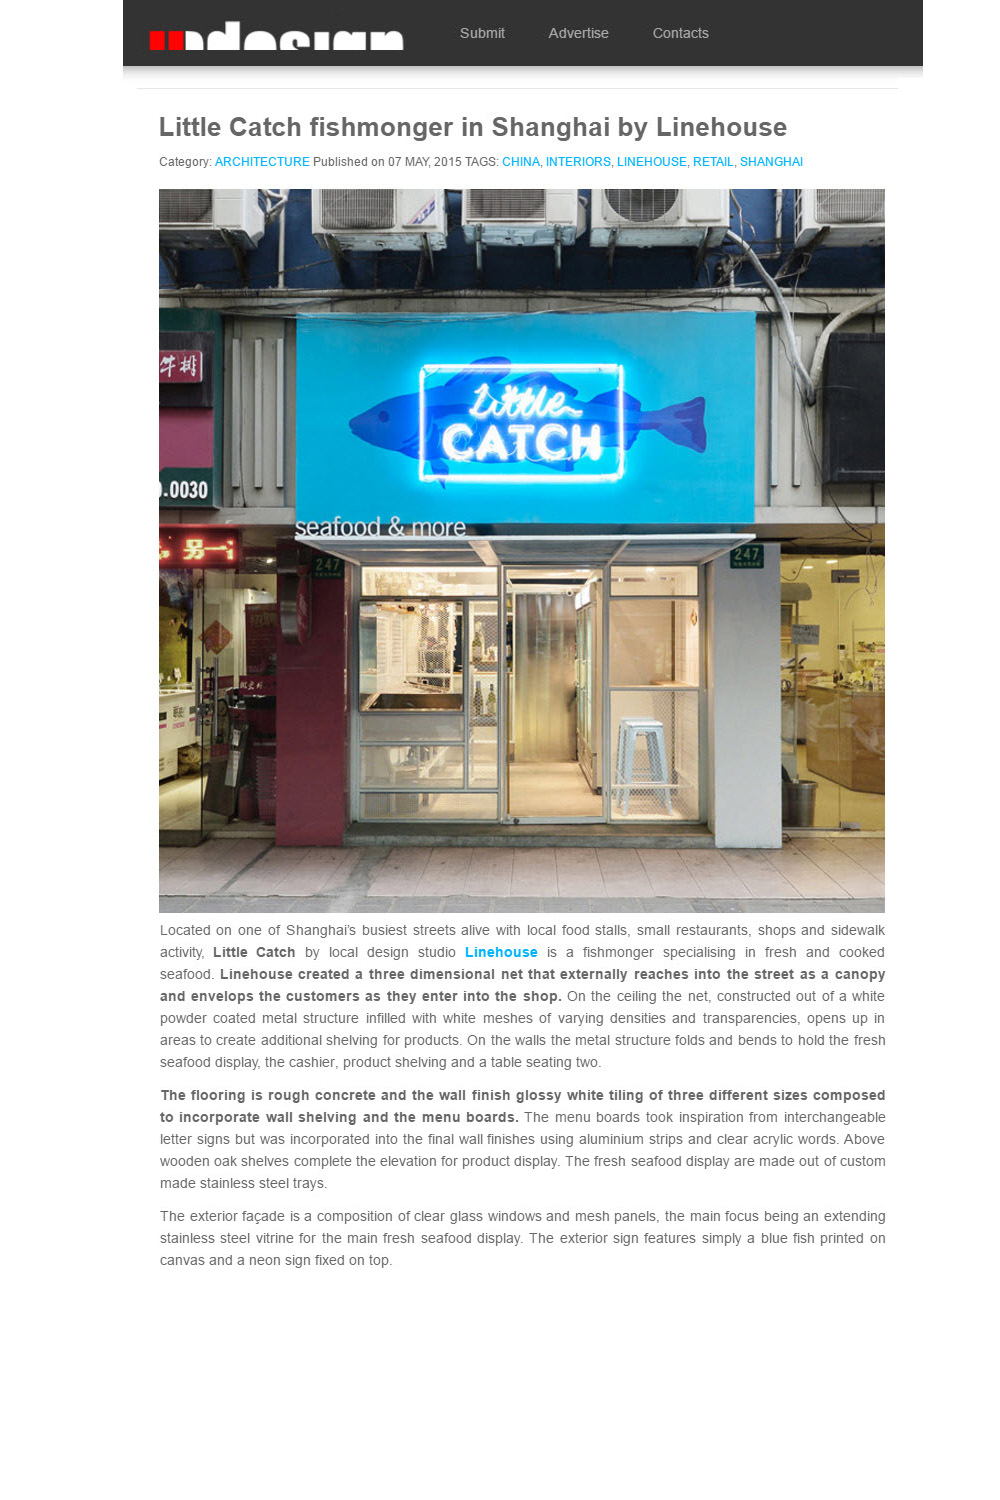 Submit Advertise Contacts
Little Catch fishmonger in Shanghai by Linehouse
Category: ARCHITECTURE Published on 07 MAY, 2015 TAGS: CHINA, INTERIORS, LINEHOUSE, RETAIL, SHANGHAI
牛排
Little
CATCH
.0030
seafood & more
另一
247
247
Located on one of Shanghai’s busiest streets alive with local food stalls, small restaurants, shops and sidewalk
activity, Little Catch by local design studio Linehouse is a fishmonger specialising in fresh and cooked
seafood. Linehouse created a three dimensional net that externally reaches into the street as a canopy
and envelops the customers as they enter into the shop. On the ceiling the net, constructed out of a white
powder coated metal structure infilled with white meshes of varying densities and transparencies, opens up in
areas to create additional shelving for products. On the walls the metal structure folds and bends to hold the fresh
seafood display, the cashier, product shelving and a table seating two.
The flooring is rough concrete and the wall finish glossy white tiling of three different sizes composed
to incorporate wall shelving and the menu boards. The menu boards took inspiration from interchangeable
letter signs but was incorporated into the final wall finishes using aluminium strips and clear acrylic words. Above
wooden oak shelves complete the elevation for product display. The fresh seafood display are made out of custom
made stainless steel trays.
The exterior façade is a composition of clear glass windows and mesh panels, the main focus being an extending
stainless steel vitrine for the main fresh seafood display. The exterior sign features simply a blue fish printed on
canvas and a neon sign fixed on top.